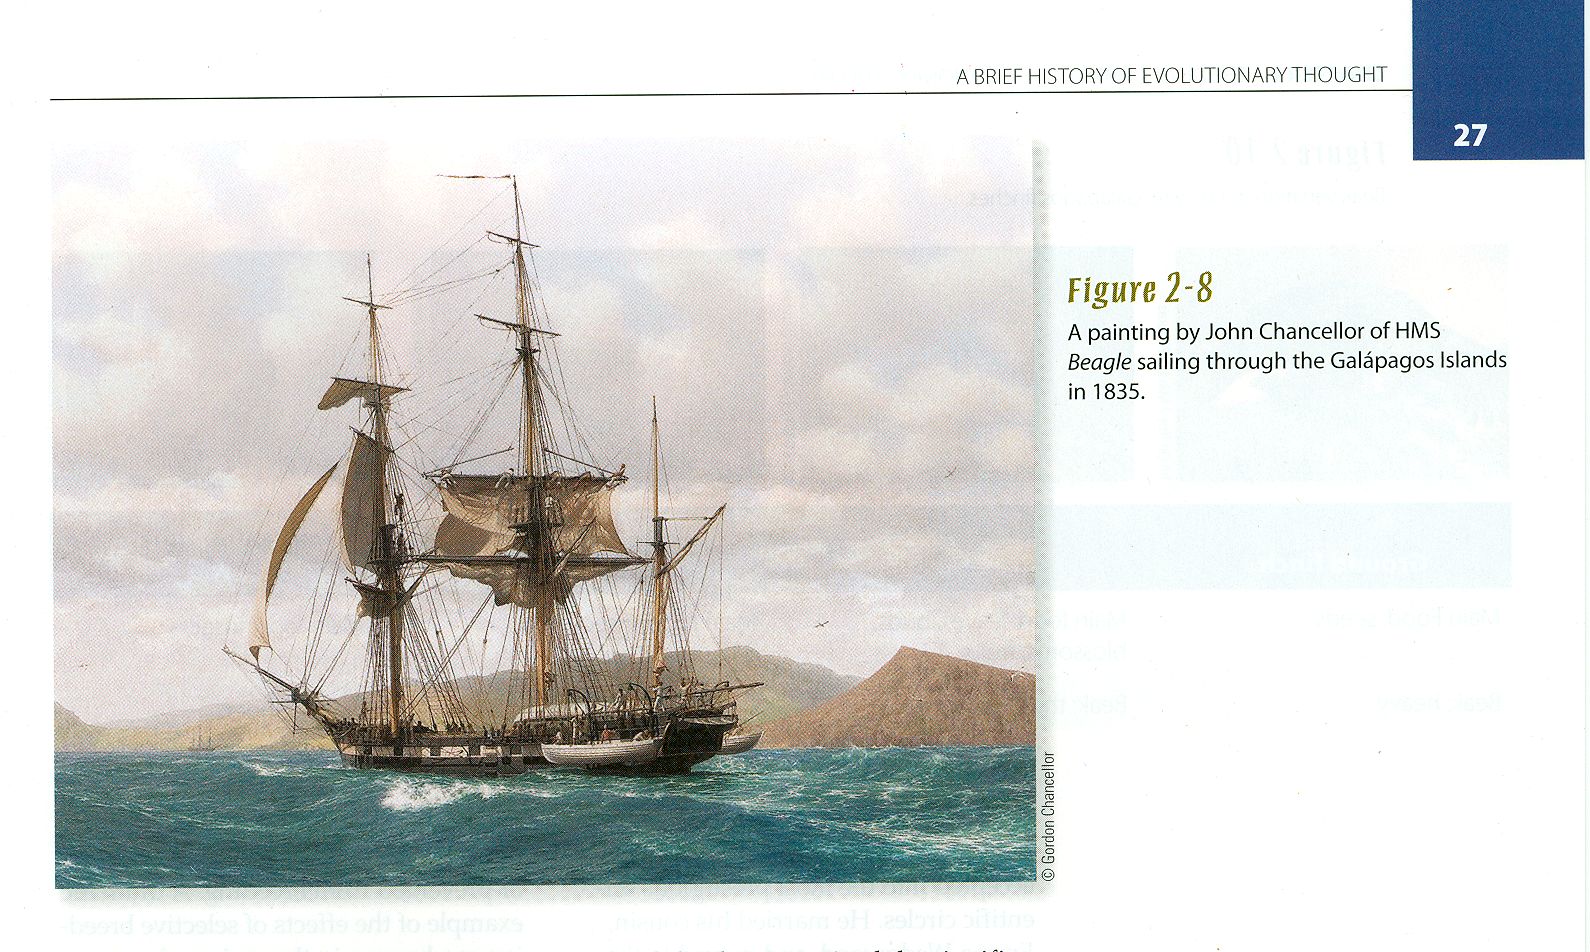 A BRIEF HISTORY OF EVOLUTIONARY THOUGHT
27
Figure 2-8
A painting by John Chancellor of HMS
Beagle sailing through the Galápagos Islands
in 1835.
© Gordon Chancellor